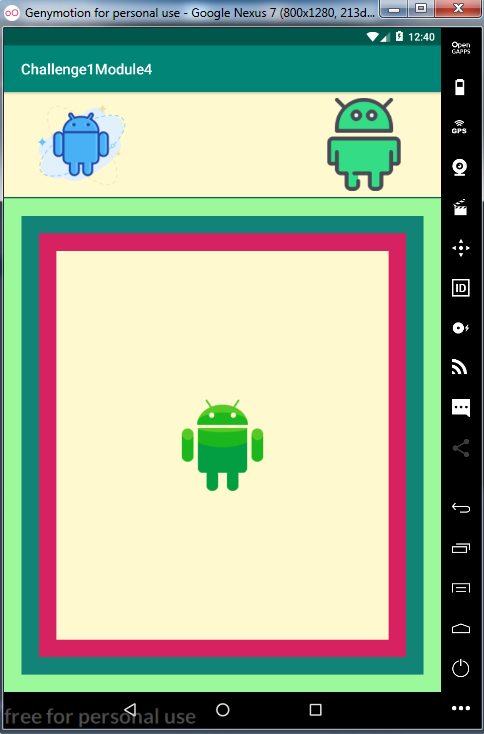 Genymotion for personal use - Google Nexus 7 (800x1280, 213d...
12:40
Open
GAPPS
Challenge1Module4
GPS
ID
free for personal use